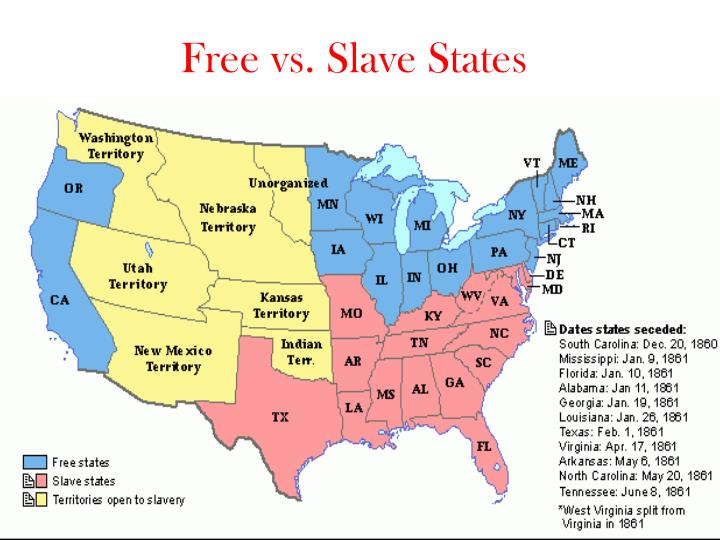 Free vs. Slave States
Washington
Territory
OR
Unorganized
Nebraska
Territory
MN
WI
MI
VT
ME
NH
MA
RI
NY
CT
PA
NJ
DE
MD
IA
IL
IN
OH
CA
Utah
Territory
Kansas
Territory
MO
KY
WV
VA
New Mexico
Territory
Indian
Terr.
TN
NC
AR
SC
MS
AL
GA
LA
TX
FL
Dates states seceded:
South Carolina: Dec. 20, 1860
Mississippi: Jan. 9, 1861
Florida: Jan. 10, 1861
Alabama: Jan 11, 1861
Georgia: Jan. 19, 1861
Louisiana: Jan. 26, 1861
Texas: Feb. 1, 1861
Virginia: Apr. 17, 1861
Arkansas: May 6, 1861
North Carolina: May 20, 1861
Tennessee: June 8, 1861
*West Virginia split from
Virginia in 1861
Free states
Slave states
Territories open to slavery